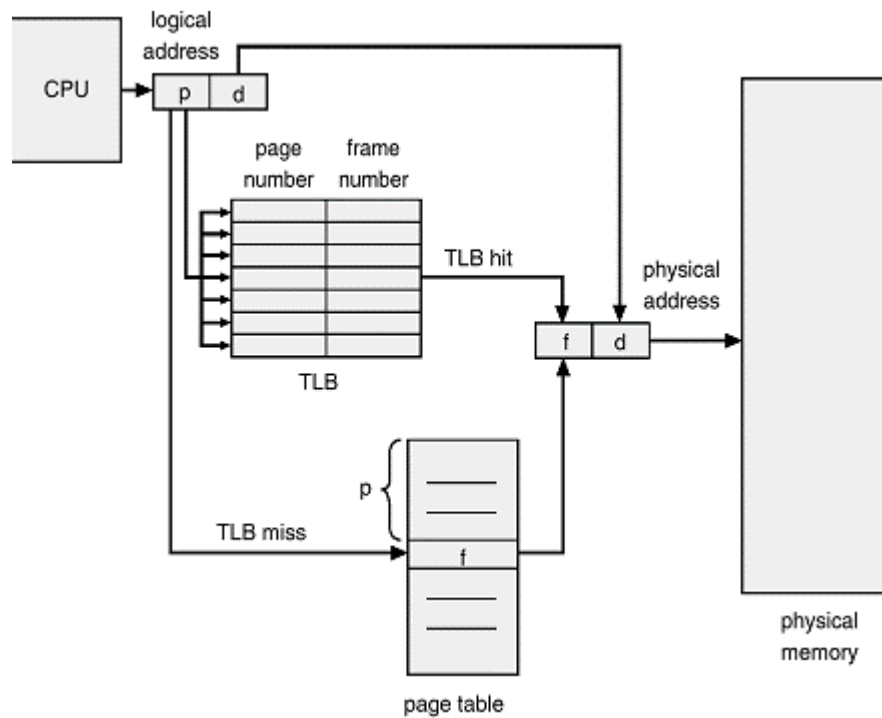 logical
address
CPU
p
d
page
number
frame
number
TLB hit
physical
address
f
d
TLB
p
TLB miss
f
physical
memory
page table